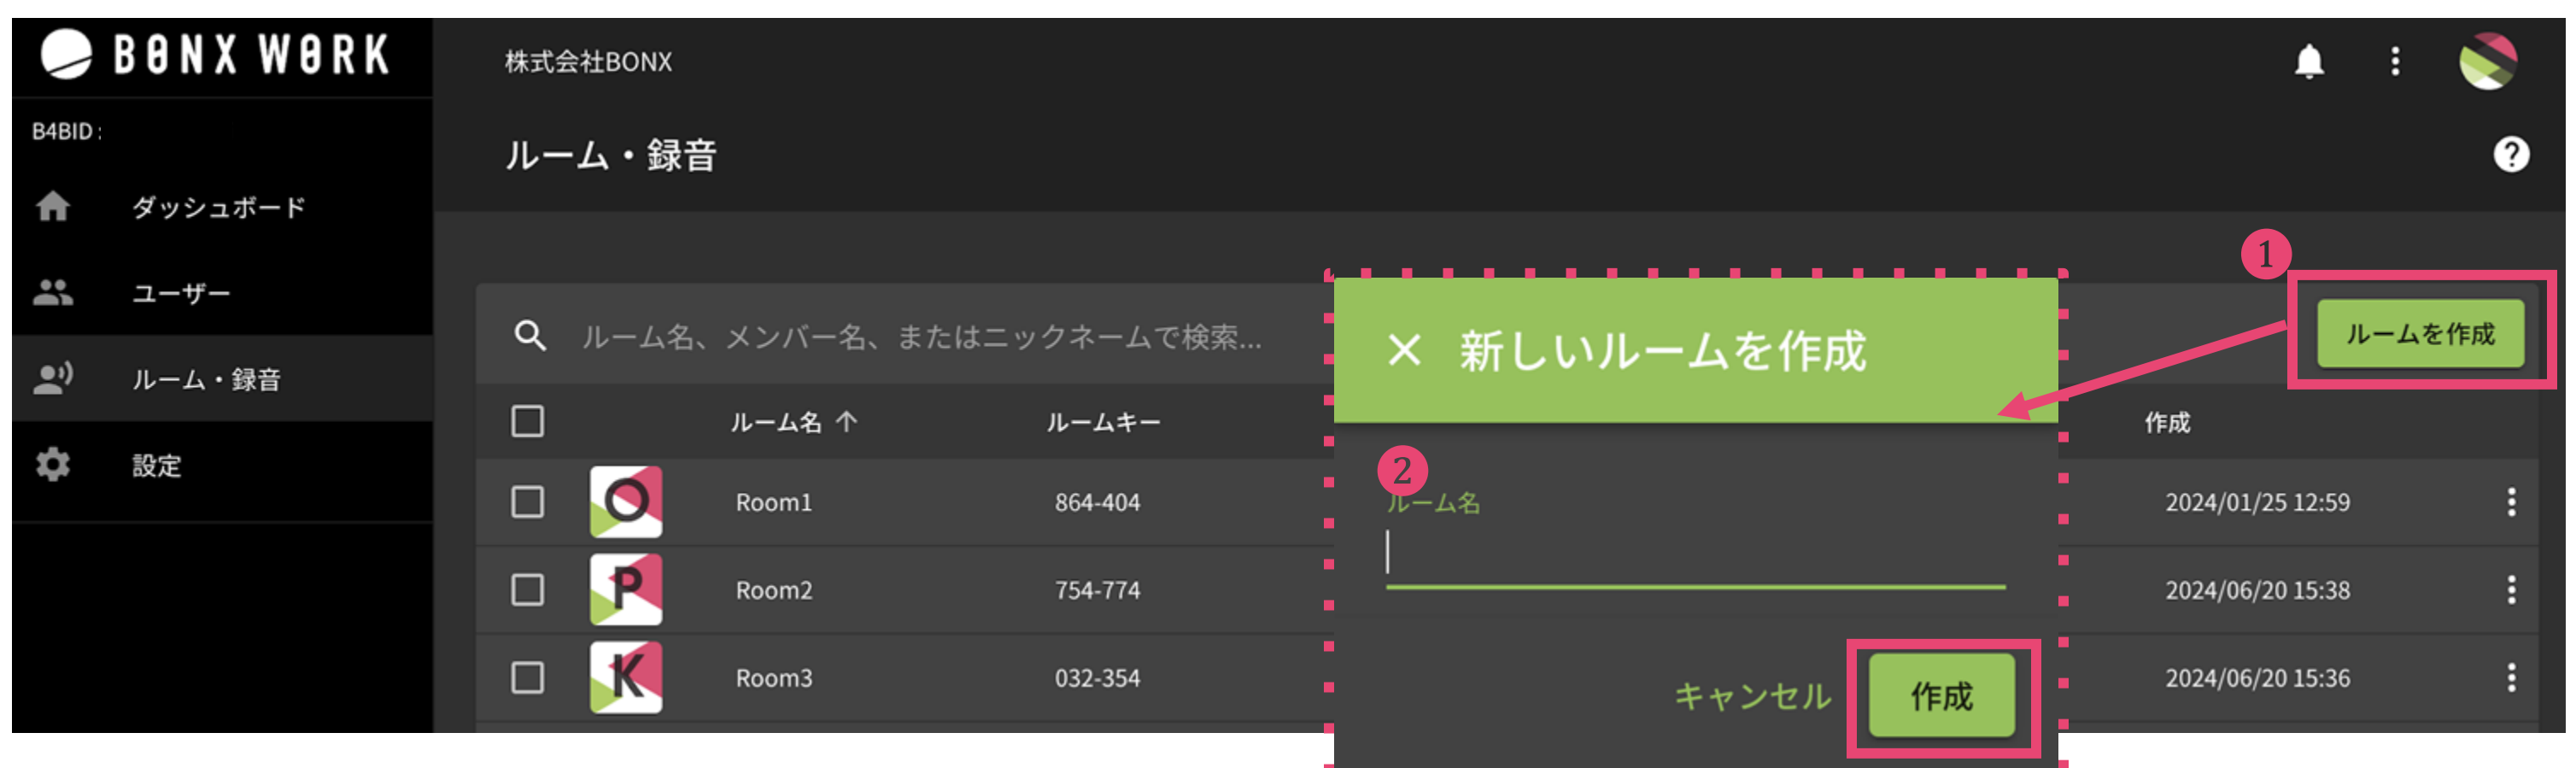 BONX WORK
B4BID :
ダッシュボード
ユーザー
ルーム・録音
設定
株式会社BONX
ルーム・録音
?
ルーム名、メンバー名、またはニックネームで検索...
1
ルームを作成
ルーム名 ↑
ルームキー
作成
O
Room1
864-404
2024/01/25 12:59
P
Room2
754-774
2024/06/20 15:38
K
Room3
032-354
2024/06/20 15:36
× 新しいルームを作成
2
ルーム名
キャンセル
作成